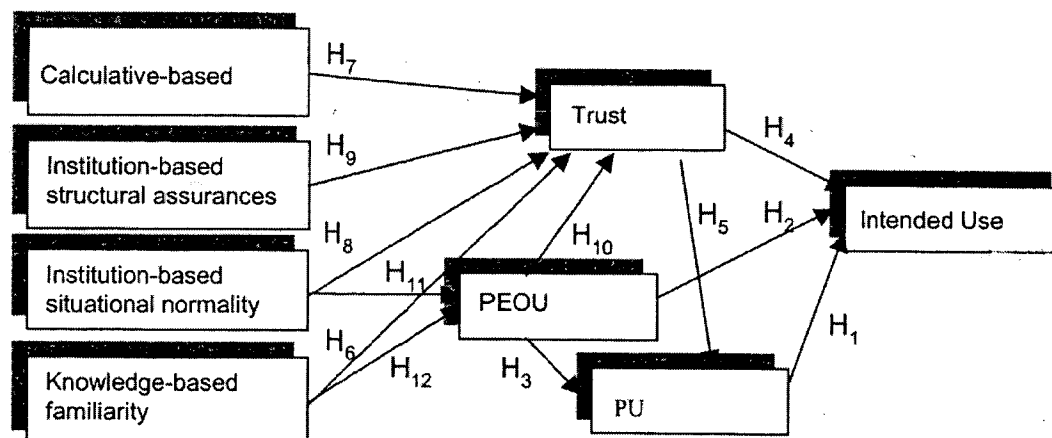 Calculative-based
H7
Trust
H4
Institution-based
structural assurances
H9
H8
H5
H2
Intended Use
Institution-based
situational normality
H11
H10
PEOU
H1
H6
H12
H3
Knowledge-based
familiarity
PU